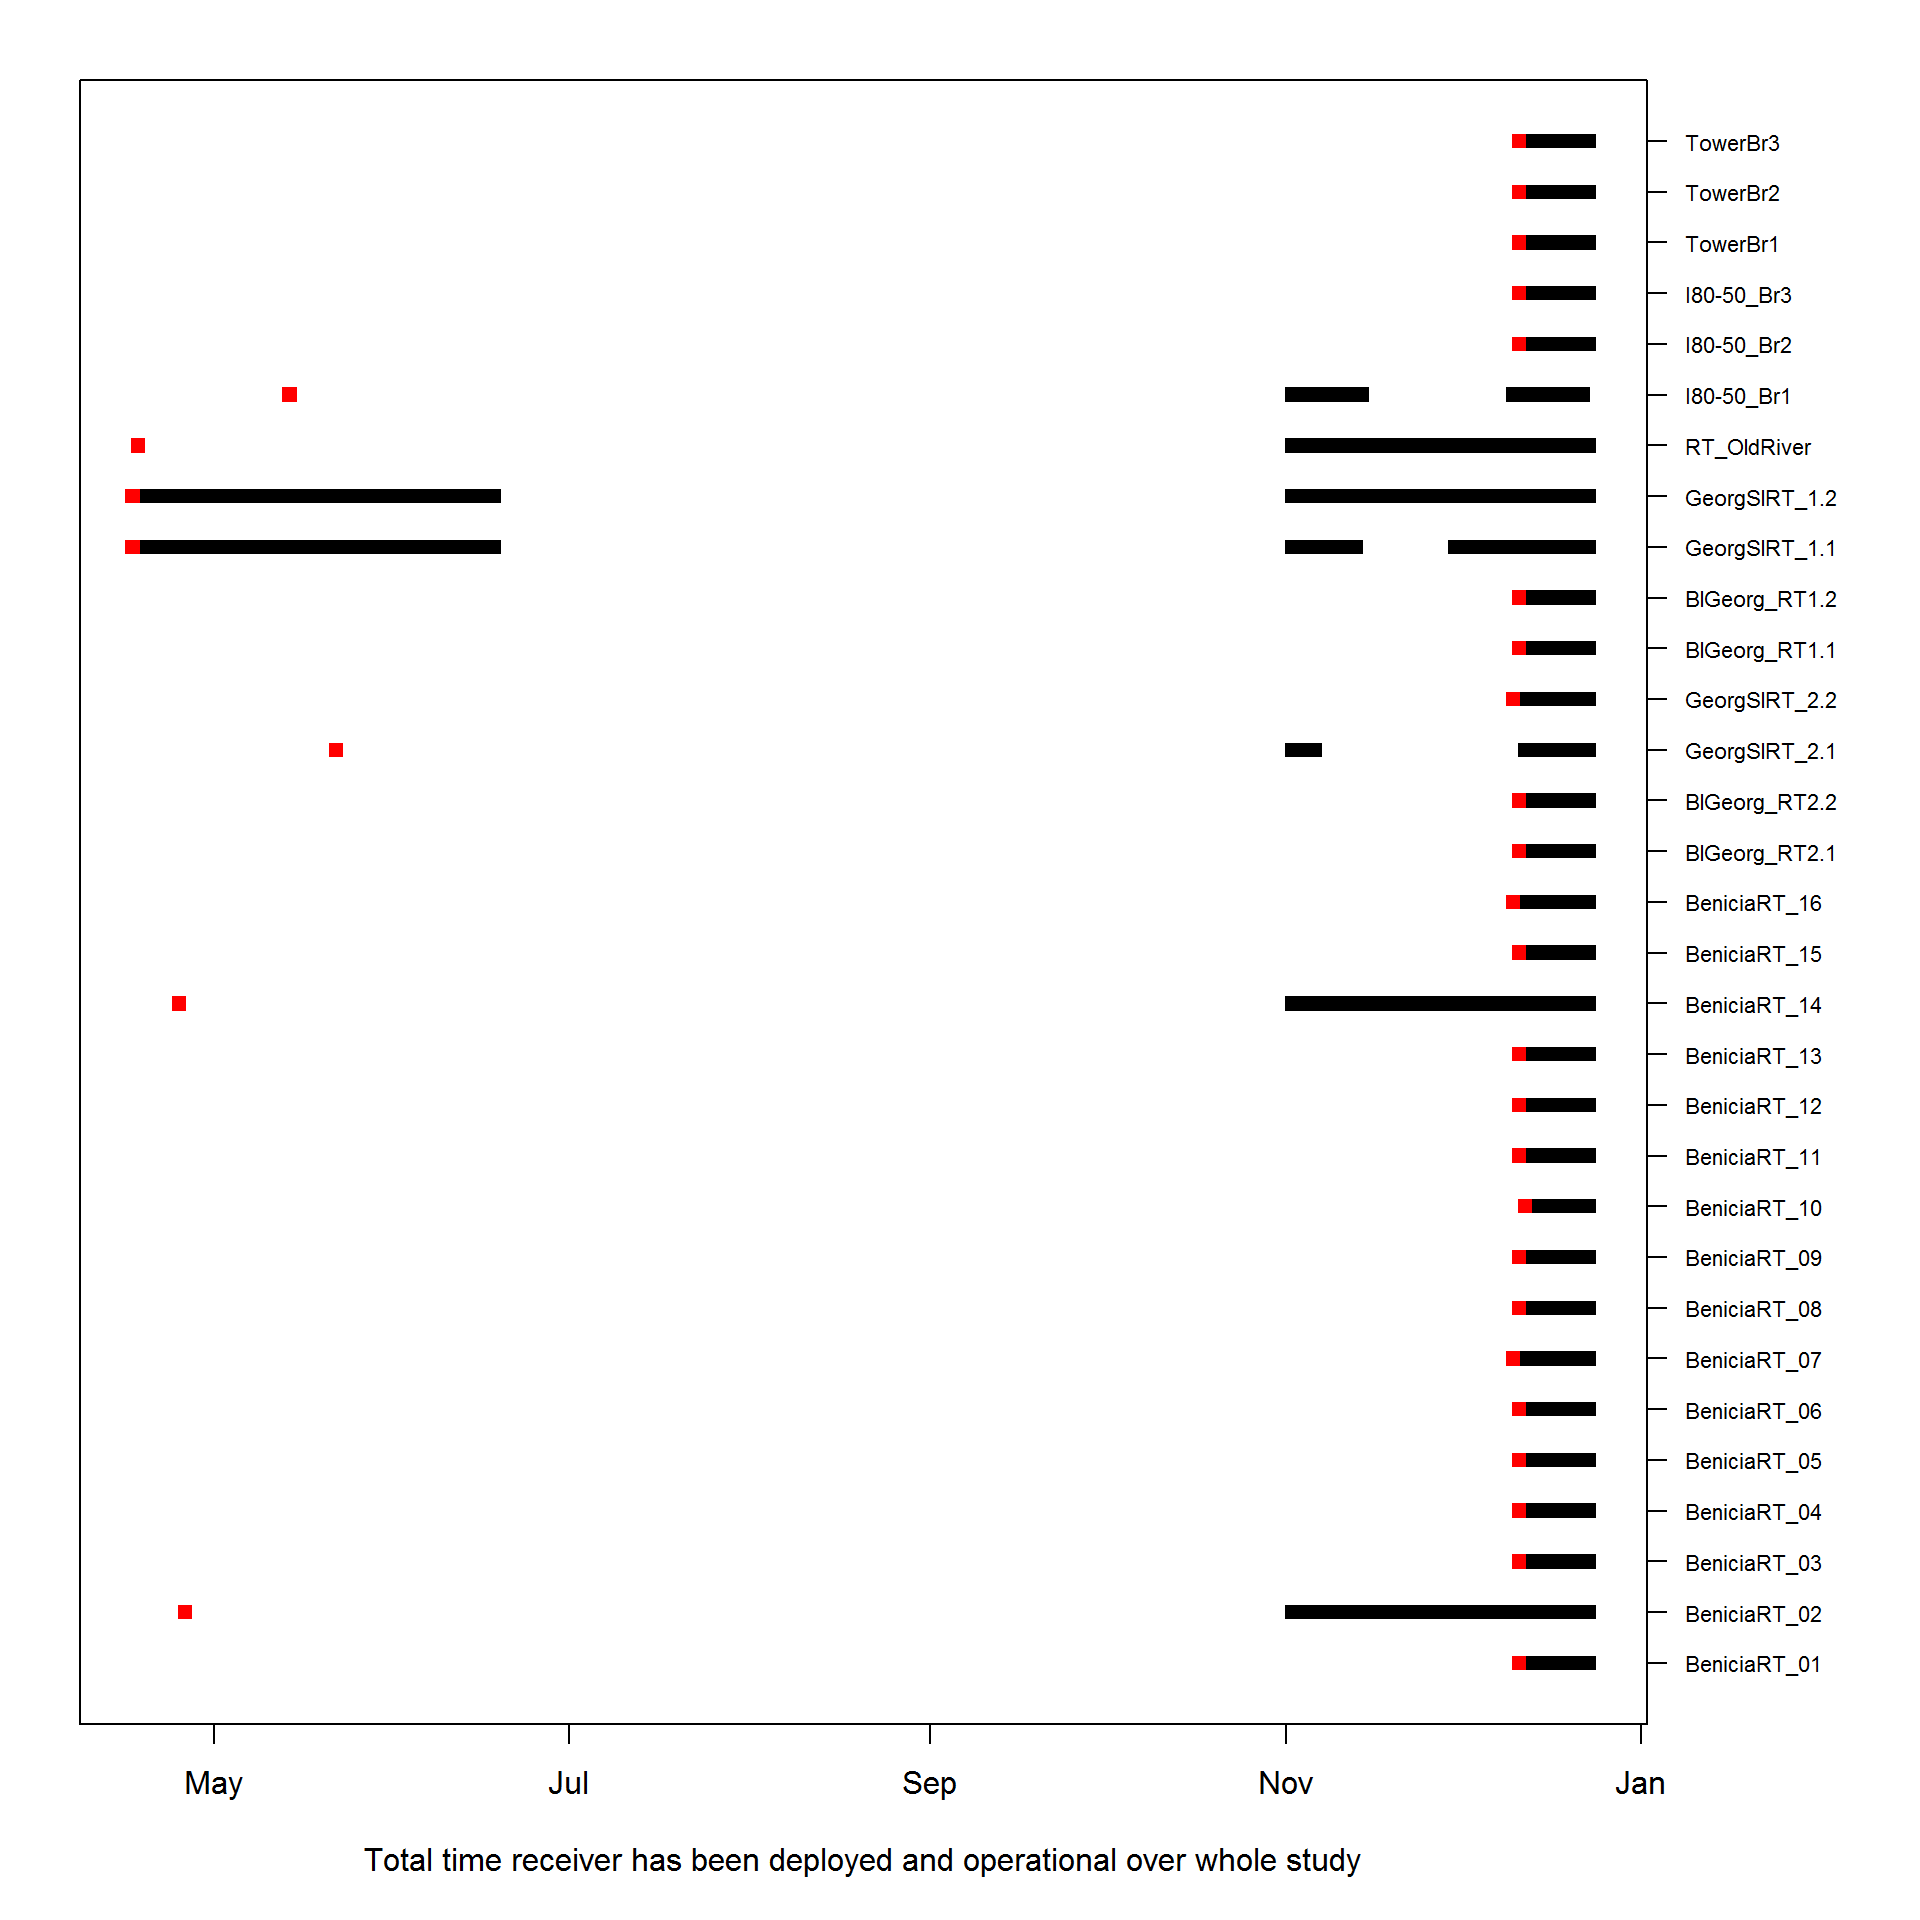 TowerBr3
TowerBr2
TowerBr1
I80-50_Br3
I80-50_Br2
I80-50_Br1
RT_OldRiver
GeorgSlRT_1.2
GeorgSlRT_1.1
BlGeorg_RT1.2
BlGeorg_RT1.1
GeorgSlRT_2.2
GeorgSlRT_2.1
BlGeorg_RT2.2
BlGeorg_RT2.1
BeniciaRT_16
BeniciaRT_15
BeniciaRT_14
BeniciaRT_13
BeniciaRT_12
BeniciaRT_11
BeniciaRT_10
BeniciaRT_09
BeniciaRT_08
BeniciaRT_07
BeniciaRT_06
BeniciaRT_05
BeniciaRT_04
BeniciaRT_03
BeniciaRT_02
BeniciaRT_01
May Jul Sep Nov Jan
Total time receiver has been deployed and operational over whole study